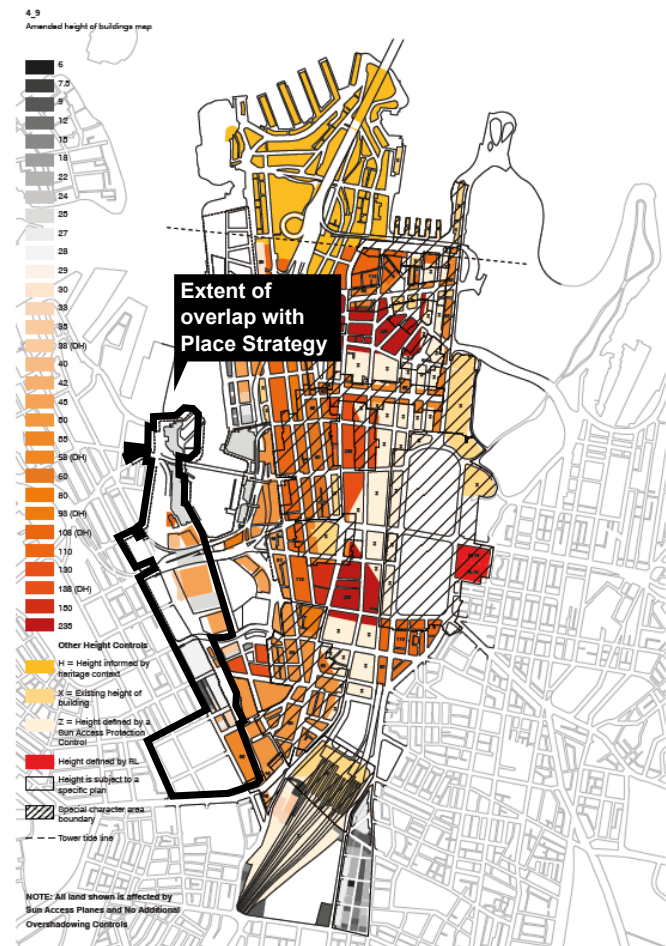 4_9
Amended height of buildings map
6
7.5
9
12
15
18
22
24
25
27
28
29
30
33
35
38 (DH)
40
42
45
50
55
58 (DH)
60
80
93 (DH)
108 (DH)
110
130
138 (DH)
150
235
Extent of
overlap with
Place Strategy
Other Height Controls
H = Height informed by
heritage context
X = Existing height of
building
Z = Height defined by a
Sun Access Protection
Control
Height defined by RL
Height is subject to a
specific plan
Special character area
boundary
Tower tide line
NOTE: All land shown is affected by
Sun Access Planes and No Additional
Overshadowing Controls